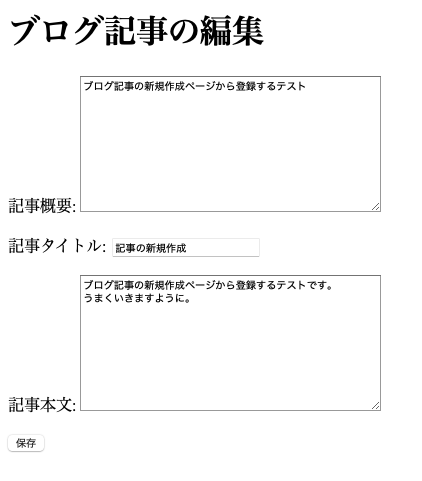 ブログ記事の編集
記事概要:
ブログ記事の新規作成ページから登録するテスト
記事タイトル:
記事の新規作成
記事本文:
ブログ記事の新規作成ページから登録するテストです。
うまくいきますように。
保存